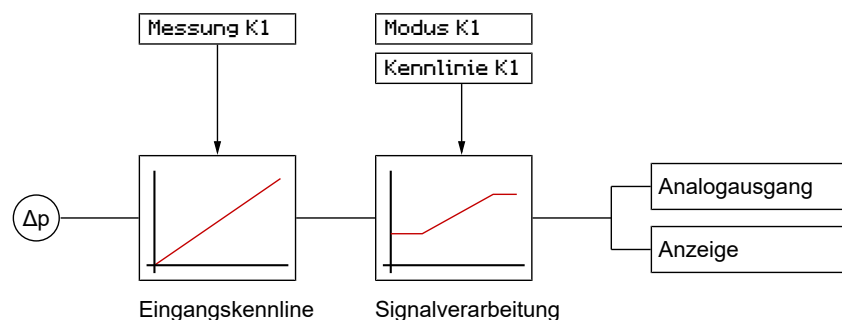 Messung K1
Modus K1
Kennlinie K1
Δp
Analogausgang
Anzeige
Eingangskennline
Signalverarbeitung